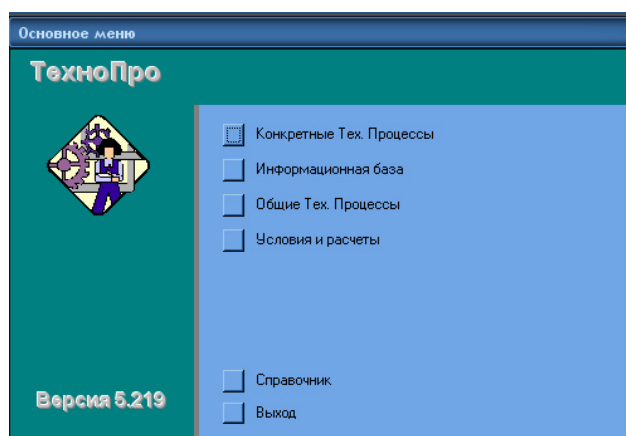 Основное меню
ТехноПро
Конкретные Тех. Процессы
Информационная база
Общие Тех. Процессы
Условия и расчеты
Справочник
Версия 5.219
Выход